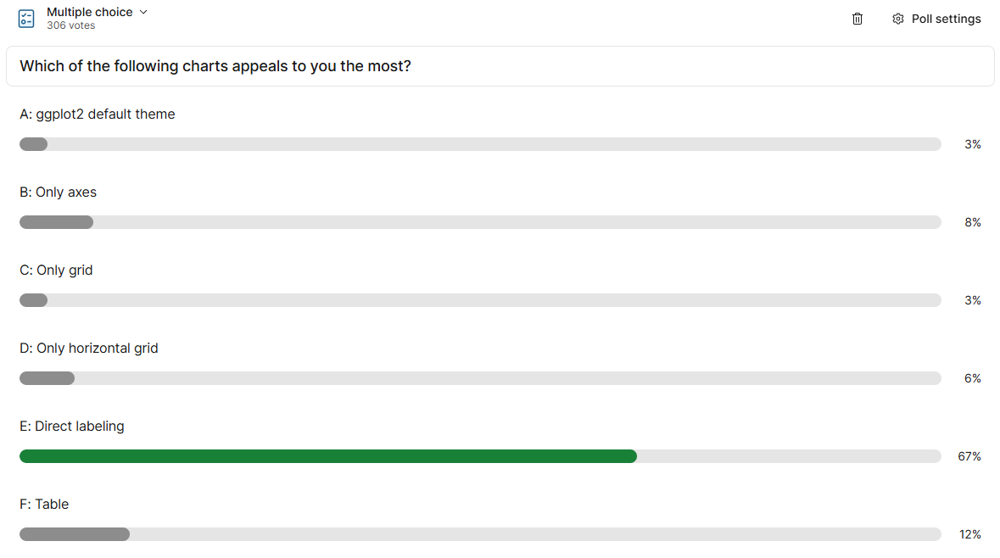 Multiple choice
306 votes
Poll settings
Which of the following charts appeals to you the most?
A: ggplot2 default theme
3%
B: Only axes
8%
C: Only grid
3%
D: Only horizontal grid
6%
E: Direct labeling
67%
F: Table
12%